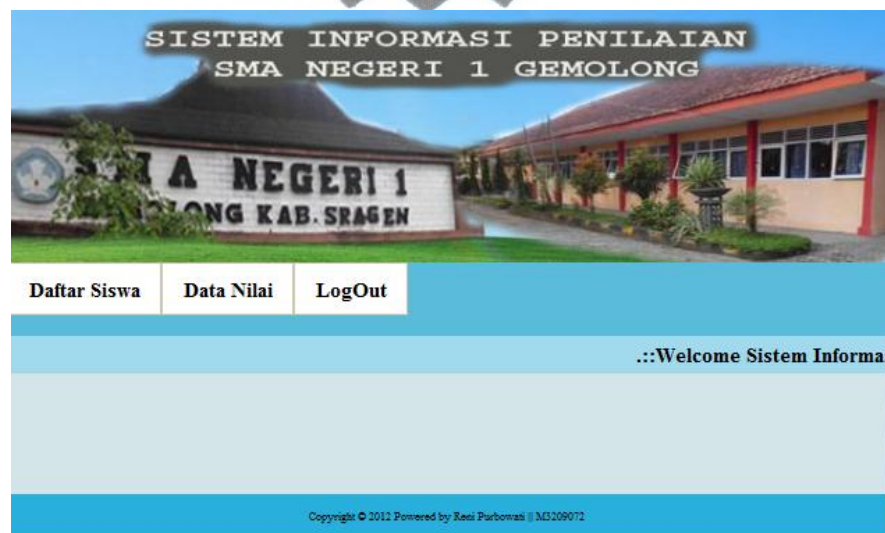 SISTEM INFORMASI PENILAIAN
SMA NEGERI 1 GEMOLONG
SMA NEGERI 1
LONG KAB. SRAGEN
Daftar Siswa Data Nilai LogOut
.::Welcome Sistem Informa
Copyright © 2012 Powered by Reni Purbowati || M3209072